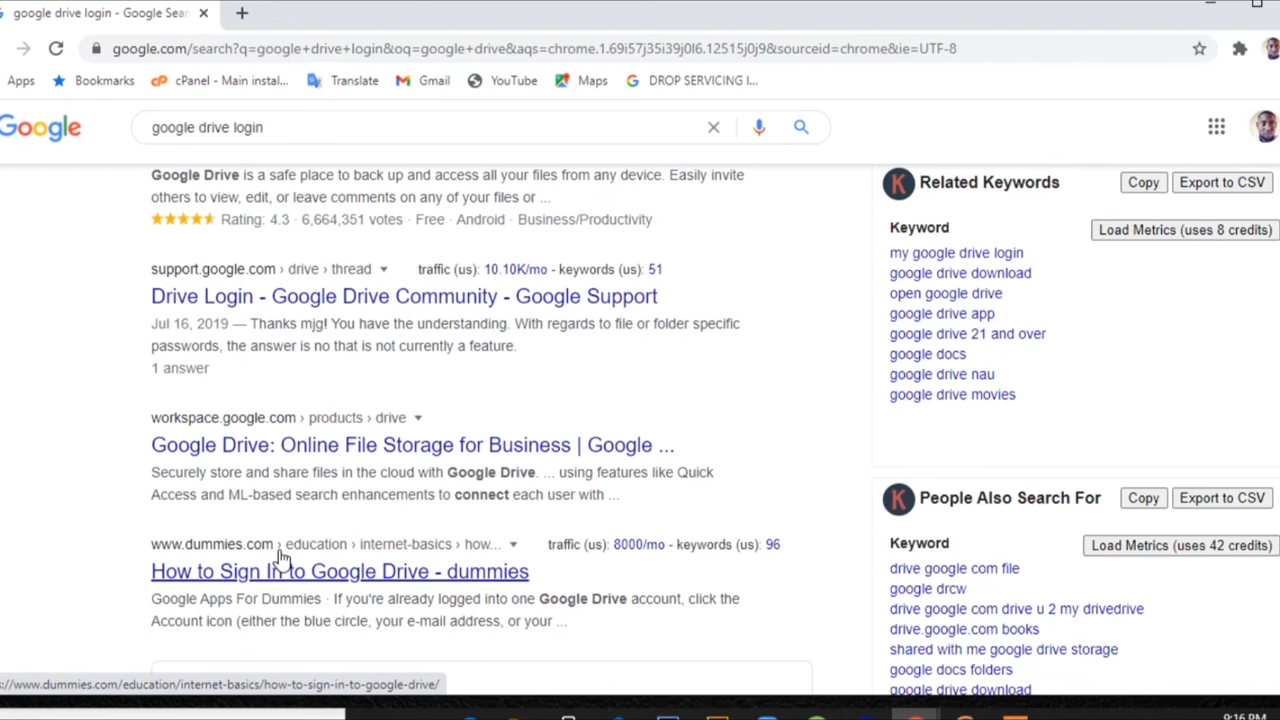 google drive login - Google Sear
google.com/search?q=google+drive+login&oq=google+drive&aqs=chrome.1.69i57j35i39j0l6.12515j0j9&sourceid=chrome&ie=UTF-8
Apps Bookmarks cPanel - Main instal... Translate Gmail YouTube Maps DROP SERVICING I...
Google google drive login
Google Drive is a safe place to back up and access all your files from any device. Easily invite
others to view, edit, or leave comments on any of your files or ...
Rating: 4.3 · 6,664,351 votes · Free · Android · Business/Productivity
support.google.com › drive › thread traffic (us): 10.10K/mo - keywords (us): 51
Drive Login - Google Drive Community - Google Support
Jul 16, 2019 — Thanks mjg! You have the understanding. With regards to file or folder specific
passwords, the answer is no that is not currently a feature.
1 answer
workspace.google.com › products › drive
Google Drive: Online File Storage for Business | Google ...
Securely store and share files in the cloud with Google Drive. ... using features like Quick
Access and ML-based search enhancements to connect each user with ...
www.dummies.com › education › internet-basics › how... traffic (us): 8000/mo - keywords (us): 96
How to Sign In to Google Drive - dummies
Google Apps For Dummies · If you're already logged into one Google Drive account, click the
Account icon (either the blue circle, your e-mail address, or your ...
K Related Keywords Copy Export to CSV
Keyword Load Metrics (uses 8 credits)
my google drive login
google drive download
open google drive
google drive app
google drive 21 and over
google docs
google drive nau
google drive movies
K People Also Search For Copy Export to CSV
Keyword Load Metrics (uses 42 credits)
drive google com file
google drcw
drive google com drive u 2 my drivedrive
drive.google.com books
shared with me google drive storage
google docs folders
google drive download
://www.dummies.com/education/internet-basics/how-to-sign-in-to-google-drive/
9:16 PM